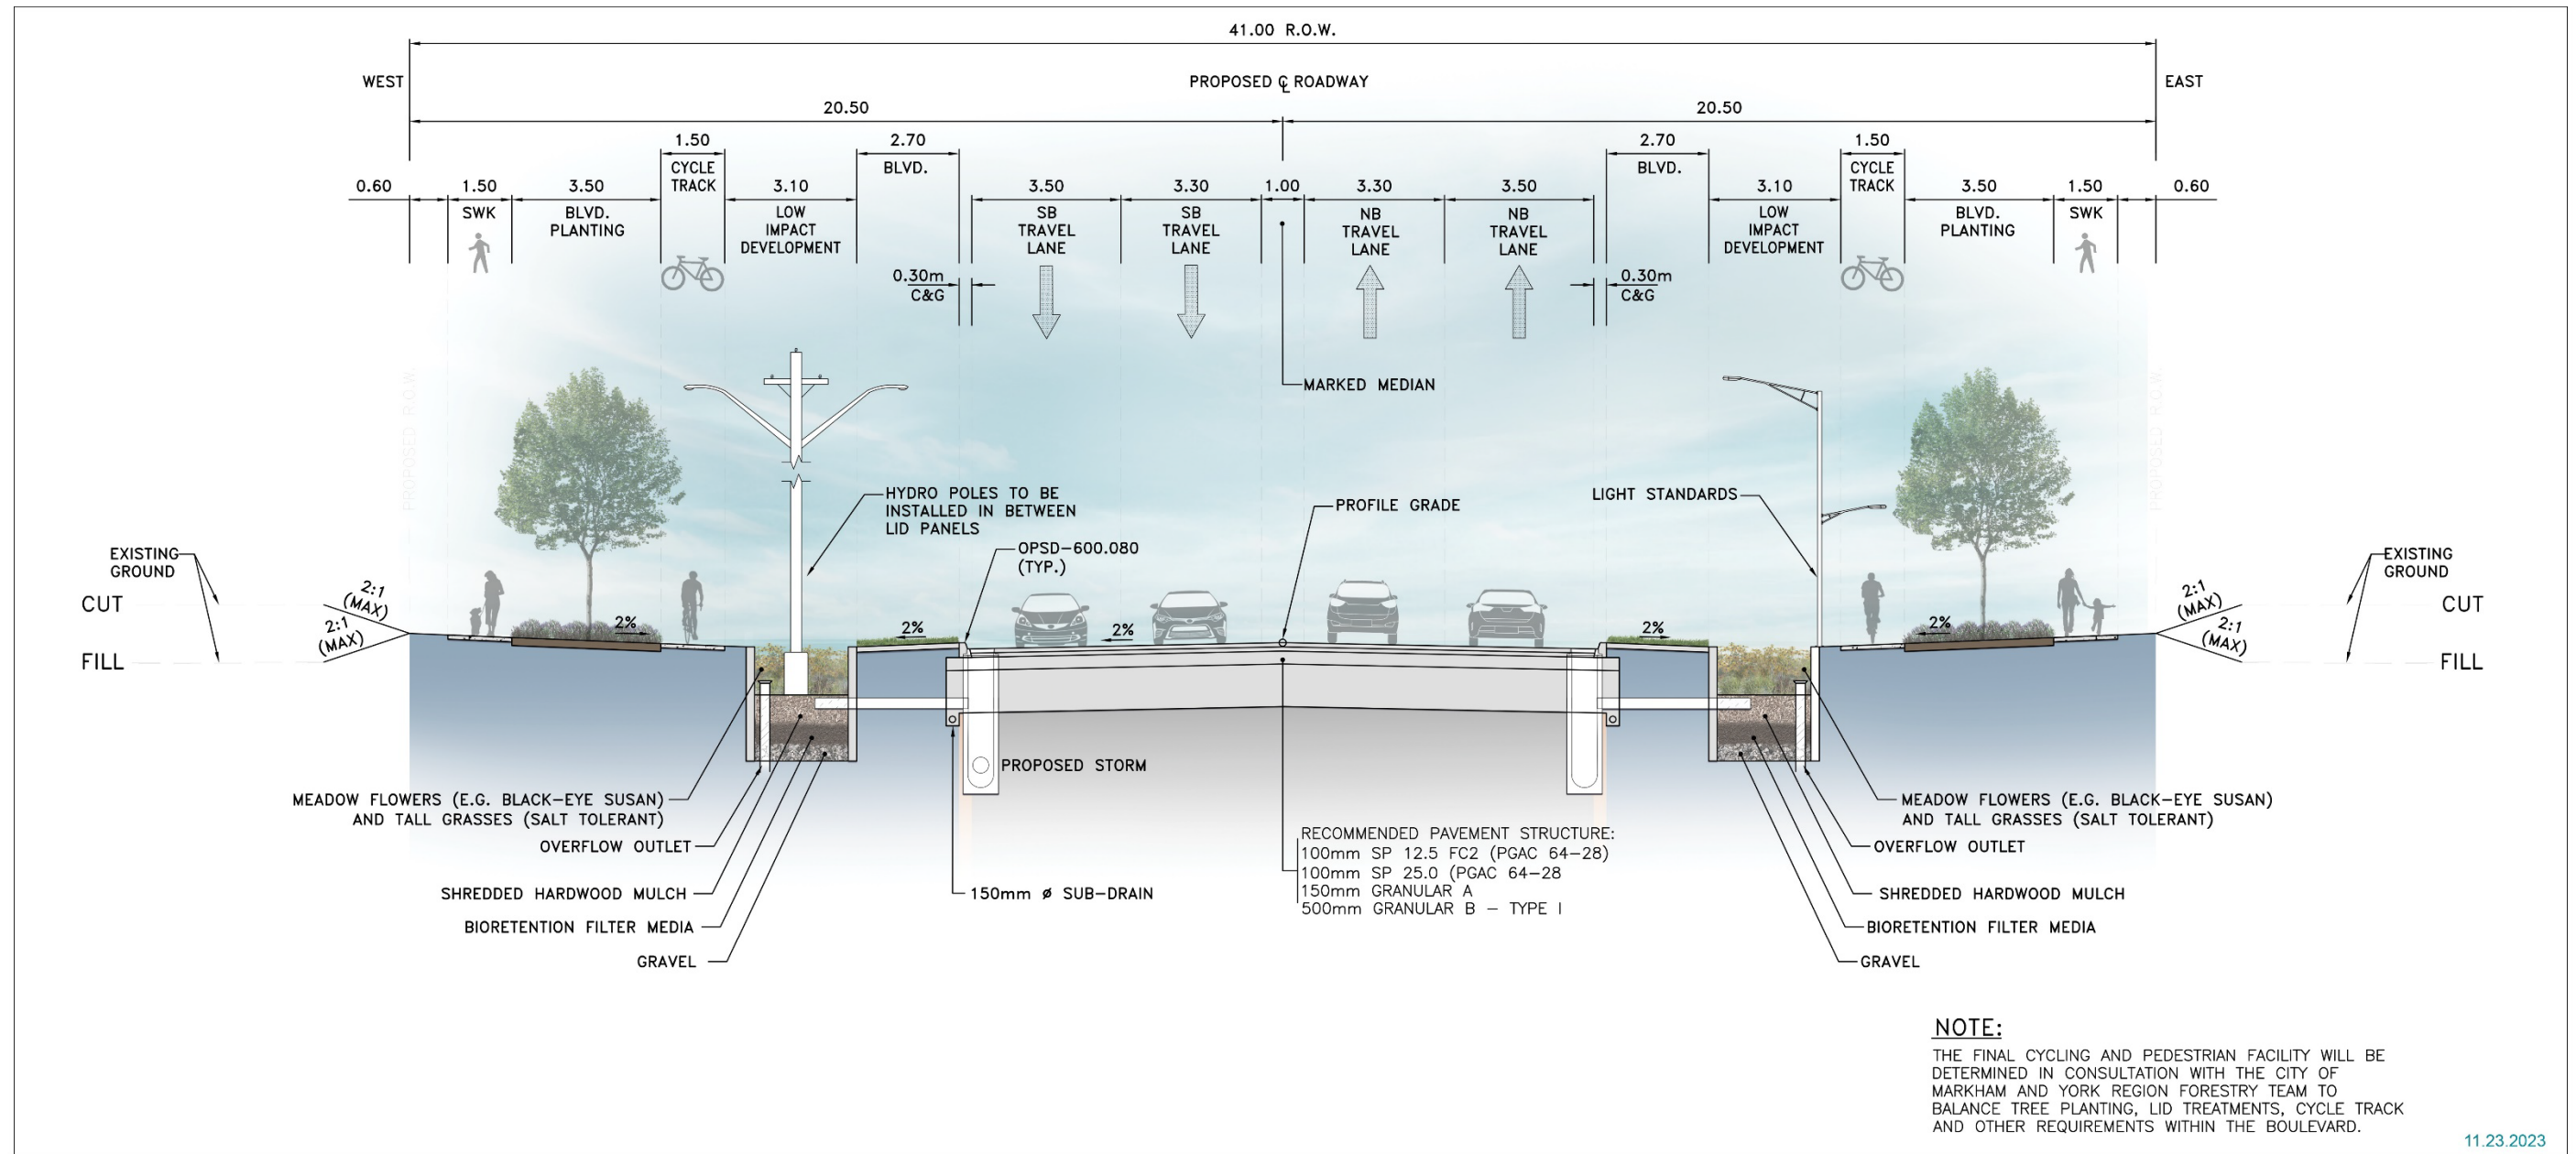 41.00 R.O.W.
WEST
PROPOSED ℄ ROADWAY
EAST
20.50
20.50
1.50
2.70
2.70
1.50
CYCLE
TRACK
BLVD.
BLVD.
CYCLE
TRACK
0.60
1.50
3.50
3.10
3.50
3.30
1.00
3.30
3.50
3.10
3.50
1.50
0.60
SWK
BLVD.
PLANTING
LOW
IMPACT
DEVELOPMENT
SB
TRAVEL
LANE
SB
TRAVEL
LANE
NB
TRAVEL
LANE
NB
TRAVEL
LANE
LOW
IMPACT
DEVELOPMENT
BLVD.
PLANTING
SWK
0.30m
C&G
0.30m
C&G
MARKED MEDIAN
PROPOSED R.O.W.
PROPOSED R.O.W.
HYDRO POLES TO BE
INSTALLED IN BETWEEN
LID PANELS
LIGHT STANDARDS
PROFILE GRADE
OPSD-600.080
(TYP.)
EXISTING
GROUND
EXISTING
GROUND
CUT
2:1
(MAX)
2:1
(MAX)
FILL
2%
2%
2%
2%
2%
2:1
(MAX)
2:1
(MAX)
CUT
FILL
PROPOSED STORM
MEADOW FLOWERS (E.G. BLACK-EYE SUSAN)
AND TALL GRASSES (SALT TOLERANT)
OVERFLOW OUTLET
SHREDDED HARDWOOD MULCH
BIORETENTION FILTER MEDIA
GRAVEL
150mm ø SUB-DRAIN
RECOMMENDED PAVEMENT STRUCTURE:
100mm SP 12.5 FC2 (PGAC 64-28)
100mm SP 25.0 (PGAC 64-28
150mm GRANULAR A
500mm GRANULAR B - TYPE I
MEADOW FLOWERS (E.G. BLACK-EYE SUSAN)
AND TALL GRASSES (SALT TOLERANT)
OVERFLOW OUTLET
SHREDDED HARDWOOD MULCH
BIORETENTION FILTER MEDIA
GRAVEL
NOTE:
THE FINAL CYCLING AND PEDESTRIAN FACILITY WILL BE
DETERMINED IN CONSULTATION WITH THE CITY OF
MARKHAM AND YORK REGION FORESTRY TEAM TO
BALANCE TREE PLANTING, LID TREATMENTS, CYCLE TRACK
AND OTHER REQUIREMENTS WITHIN THE BOULEVARD.
11.23.2023